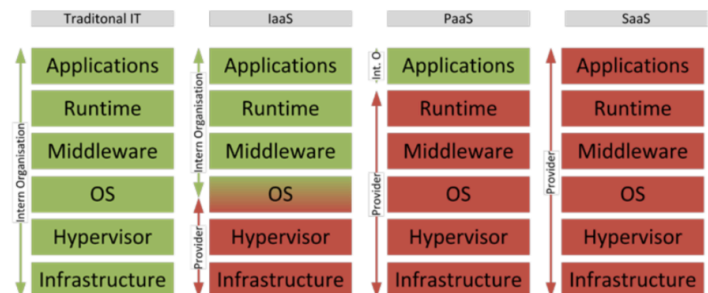 Traditonal IT
IaaS
PaaS
SaaS
Intern Organisation
Applications
Runtime
Middleware
OS
Hypervisor
Infrastructure
Intern Organisation
Provider
Applications
Runtime
Middleware
OS
Hypervisor
Infrastructure
Int. O
Provider
Applications
Runtime
Middleware
OS
Hypervisor
Infrastructure
Provider
Applications
Runtime
Middleware
OS
Hypervisor
Infrastructure